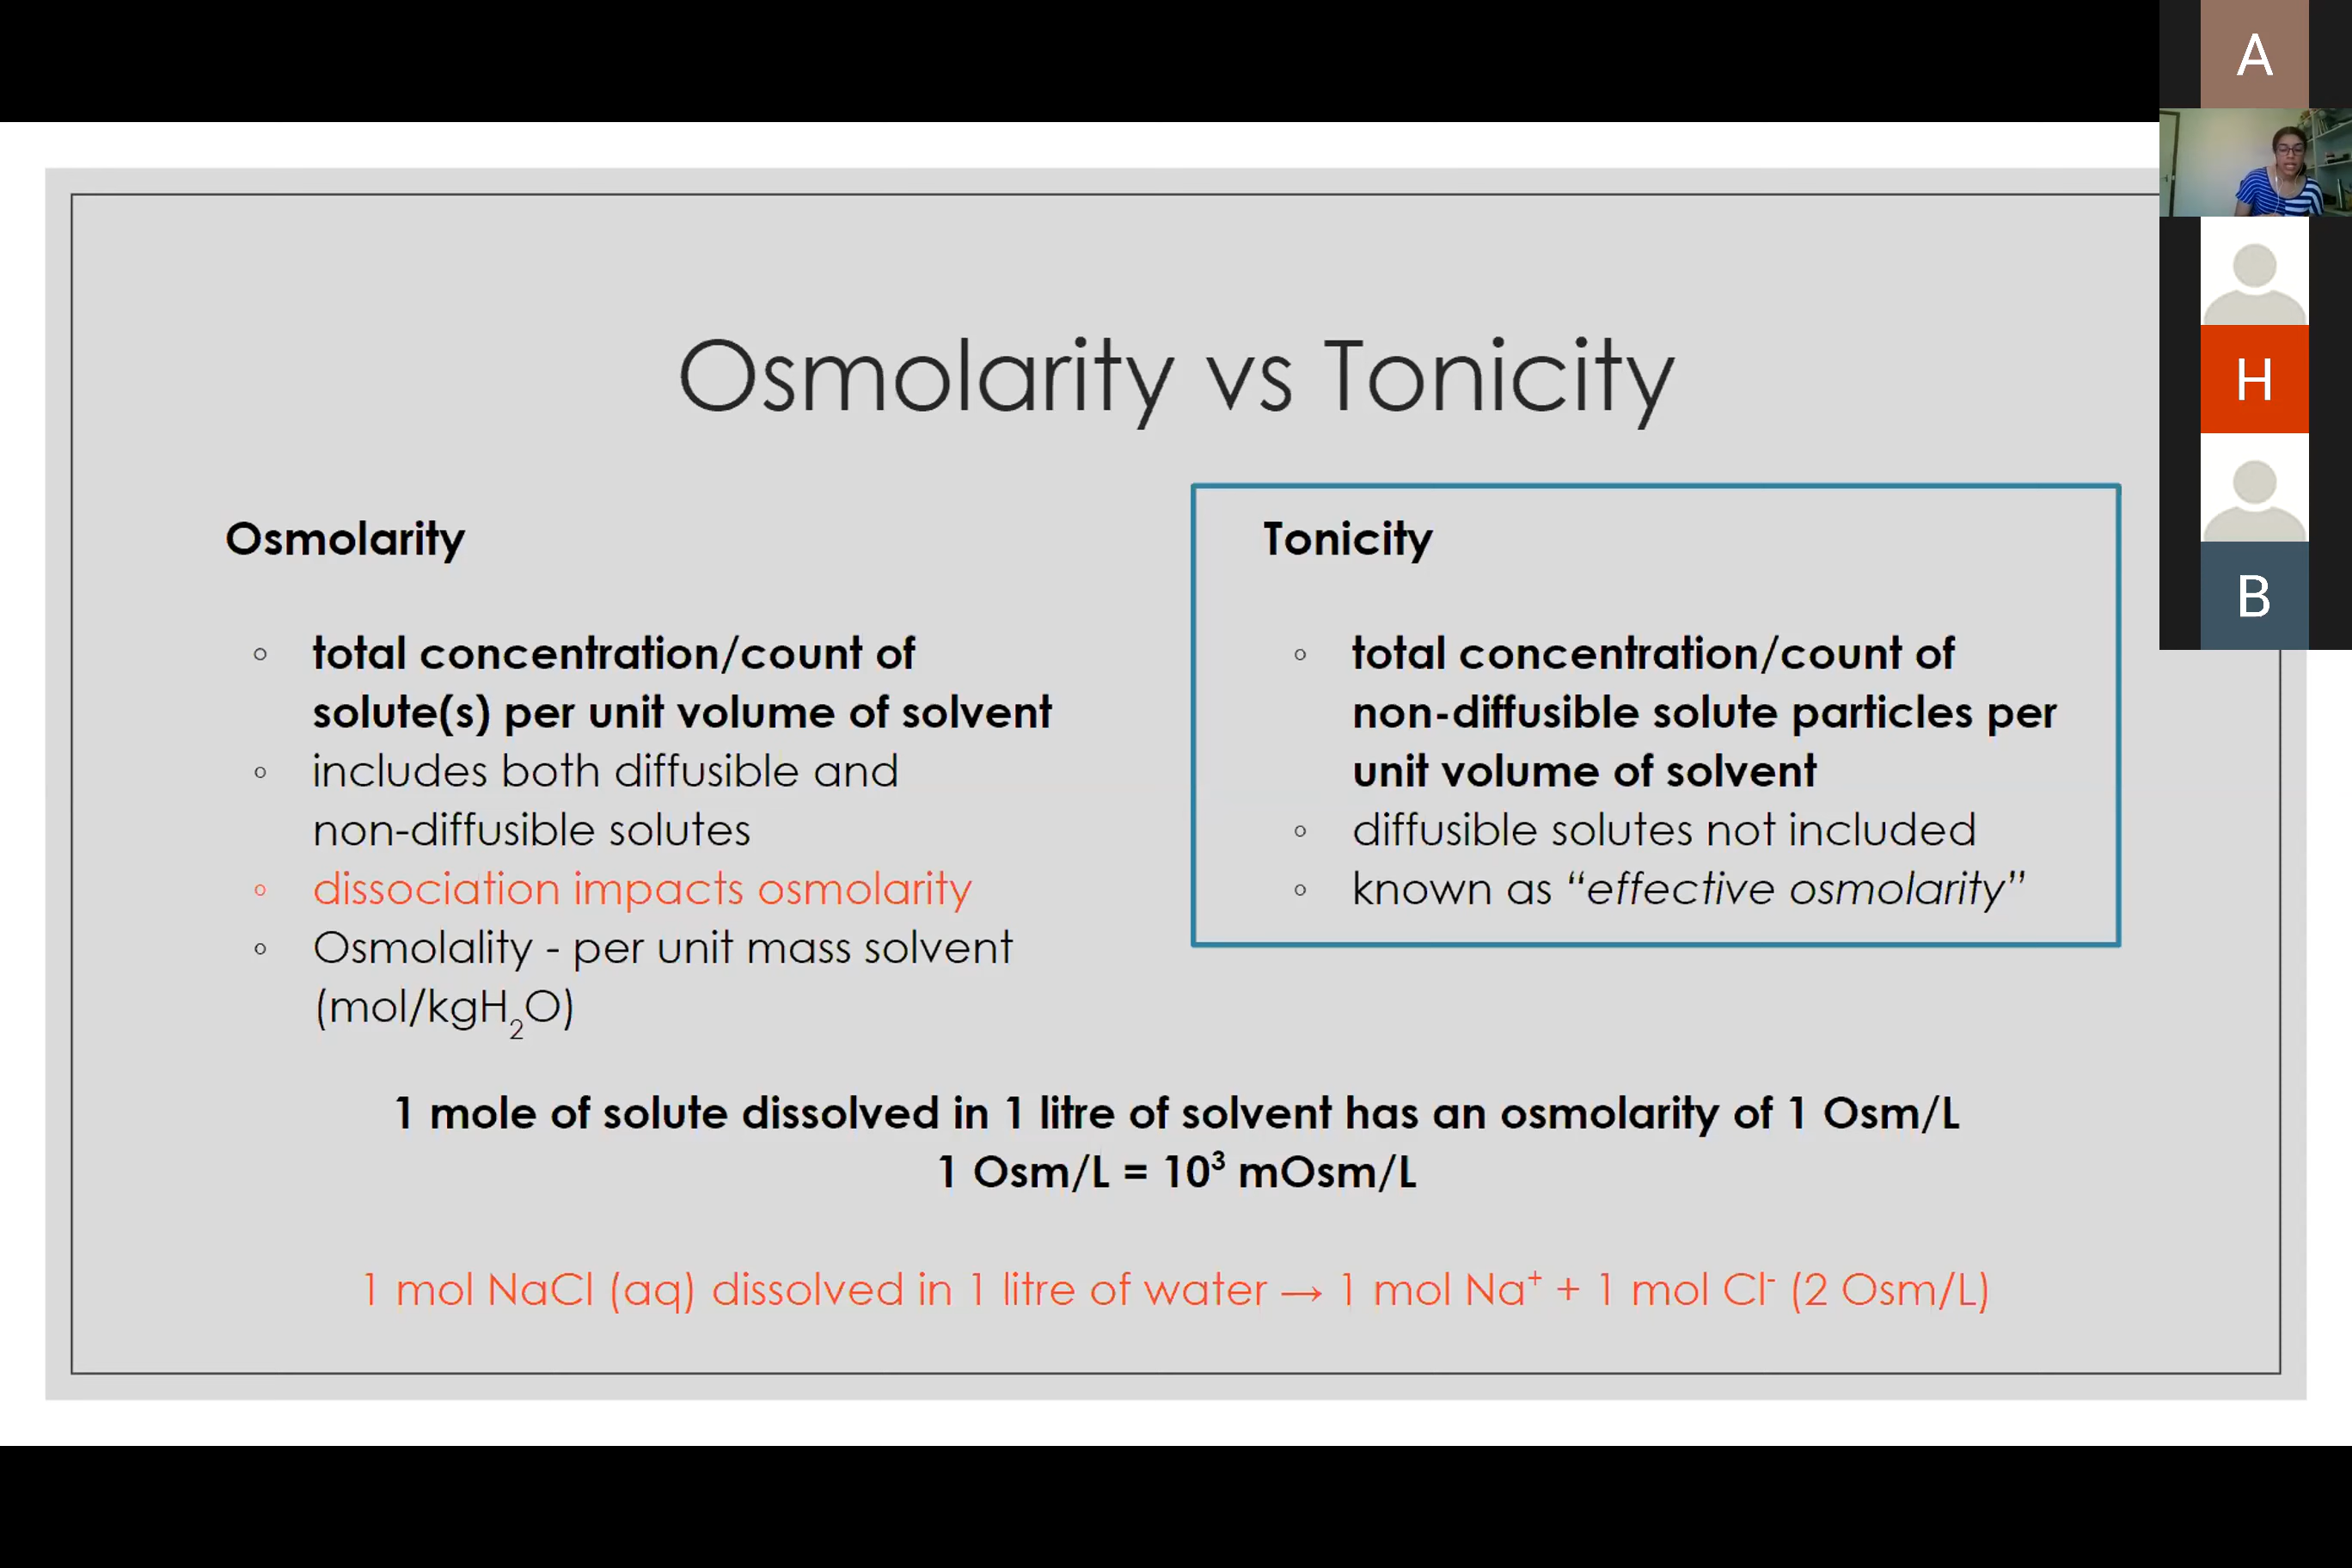 A
H
B
Osmolarity vs Tonicity
Osmolarity
◦ total concentration/count of
solute(s) per unit volume of solvent
◦ includes both diffusible and
non-diffusible solutes
◦ dissociation impacts osmolarity
◦ Osmolality - per unit mass solvent
(mol/kgH₂O)
Tonicity
◦ total concentration/count of
non-diffusible solute particles per
unit volume of solvent
◦ diffusible solutes not included
◦ known as “effective osmolarity”
1 mole of solute dissolved in 1 litre of solvent has an osmolarity of 1 Osm/L
1 Osm/L = 10³ mOsm/L
1 mol NaCl (aq) dissolved in 1 litre of water → 1 mol Na⁺ + 1 mol Cl⁻ (2 Osm/L)